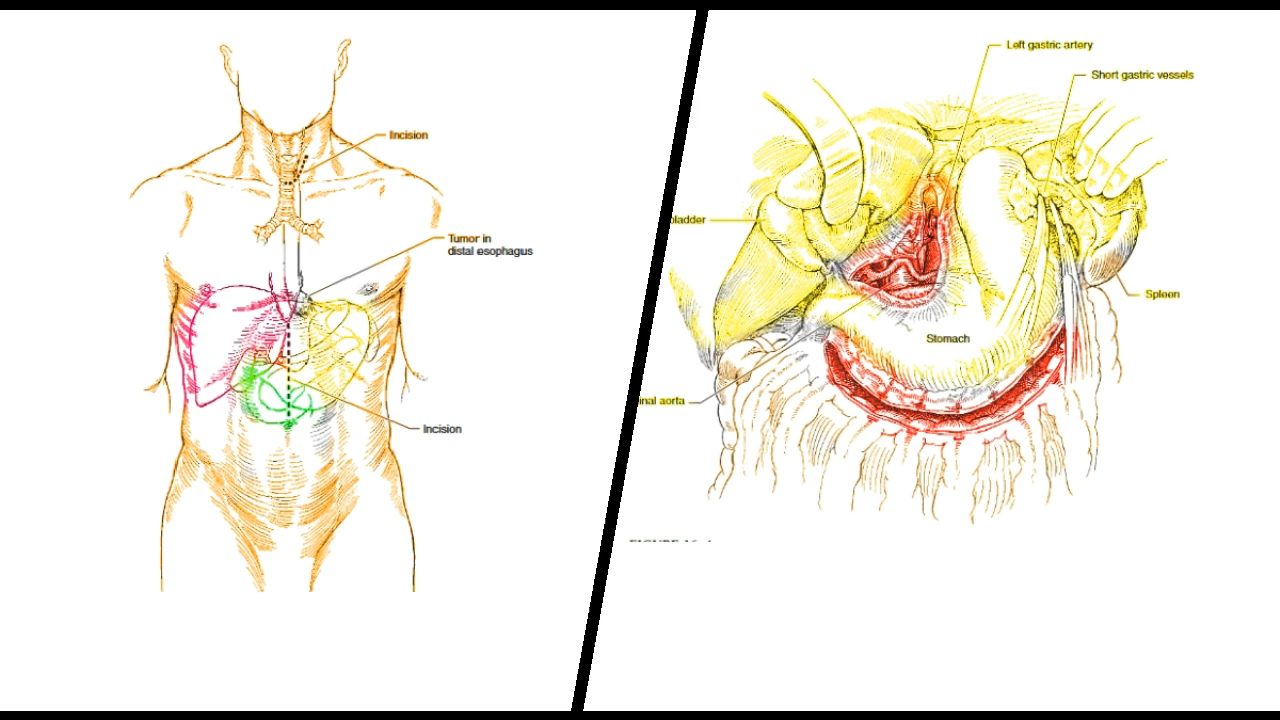 Incision
Tumor in
distal esophagus
Incision
Left gastric artery
Short gastric vessels
bladder
Spleen
Stomach
inal aorta